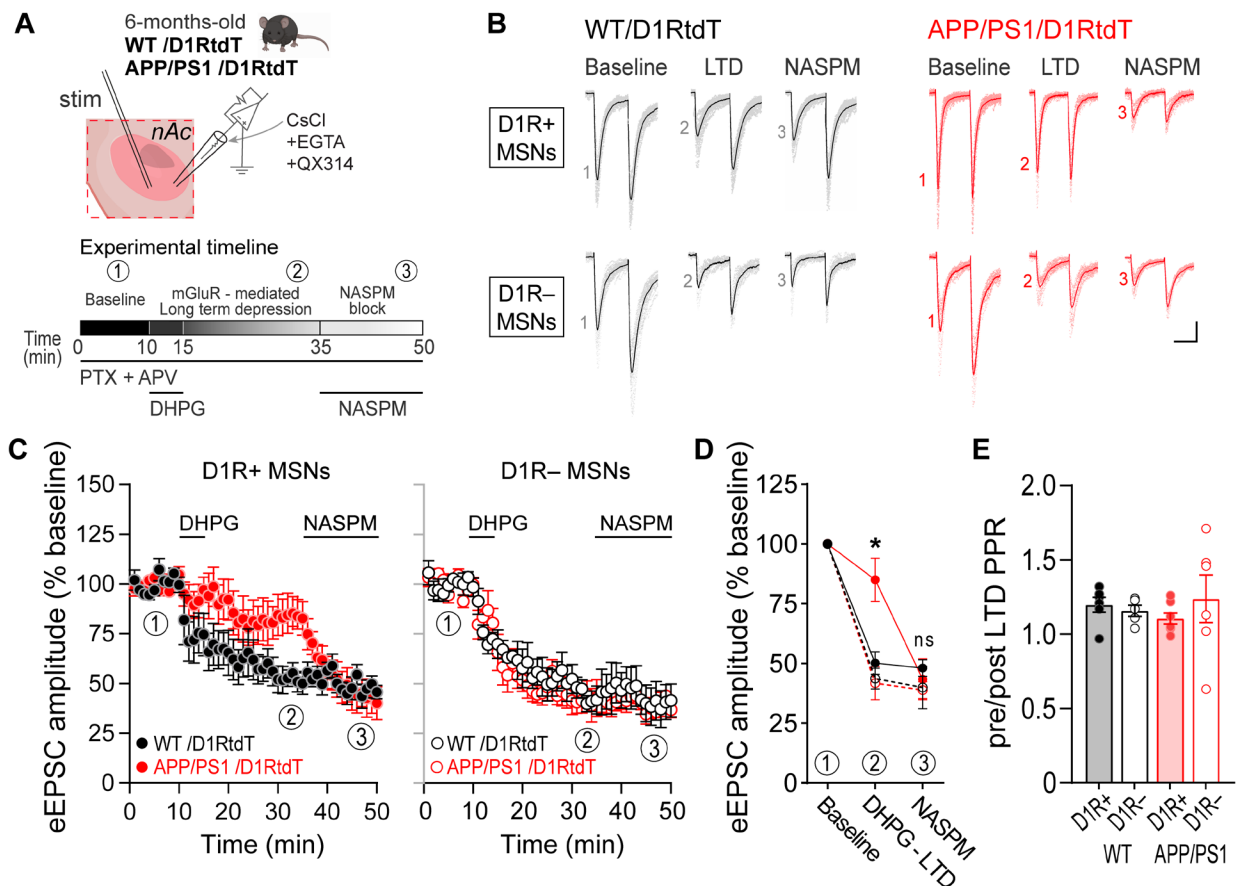 A
6-months-old
WT /D1RtdT
APP/PS1 /D1RtdT
stim
nAc
CsCl
+EGTA
+QX314
Experimental timeline
1 2 3
Baseline
mGluR - mediated
Long term depression
NASPM
block
Time
(min)
0 10 15 35 50
PTX + APV
DHPG NASPM
B
WT/D1RtdT APP/PS1/D1RtdT
Baseline LTD NASPM Baseline LTD NASPM
D1R+
MSNs
1 2 3 1 2 3
D1R–
MSNs
1 2 3 1 2 3
C
eEPSC amplitude (% baseline)
D1R+ MSNs
150
125
100
75
50
25
0
DHPG NASPM
1 2 3
WT /D1RtdT
APP/PS1 /D1RtdT
0 10 20 30 40 50
Time (min)
D1R– MSNs
DHPG NASPM
1 2 3
WT /D1RtdT
APP/PS1 /D1RtdT
0 10 20 30 40 50
Time (min)
D
eEPSC amplitude (% baseline)
125
100
75
50
25
0
*
ns
1 2 3
Baseline
DHPG - LTD
NASPM
E
pre/post LTD PPR
2.0
1.5
1.0
0.5
0
D1R+ D1R– D1R+ D1R–
WT APP/PS1